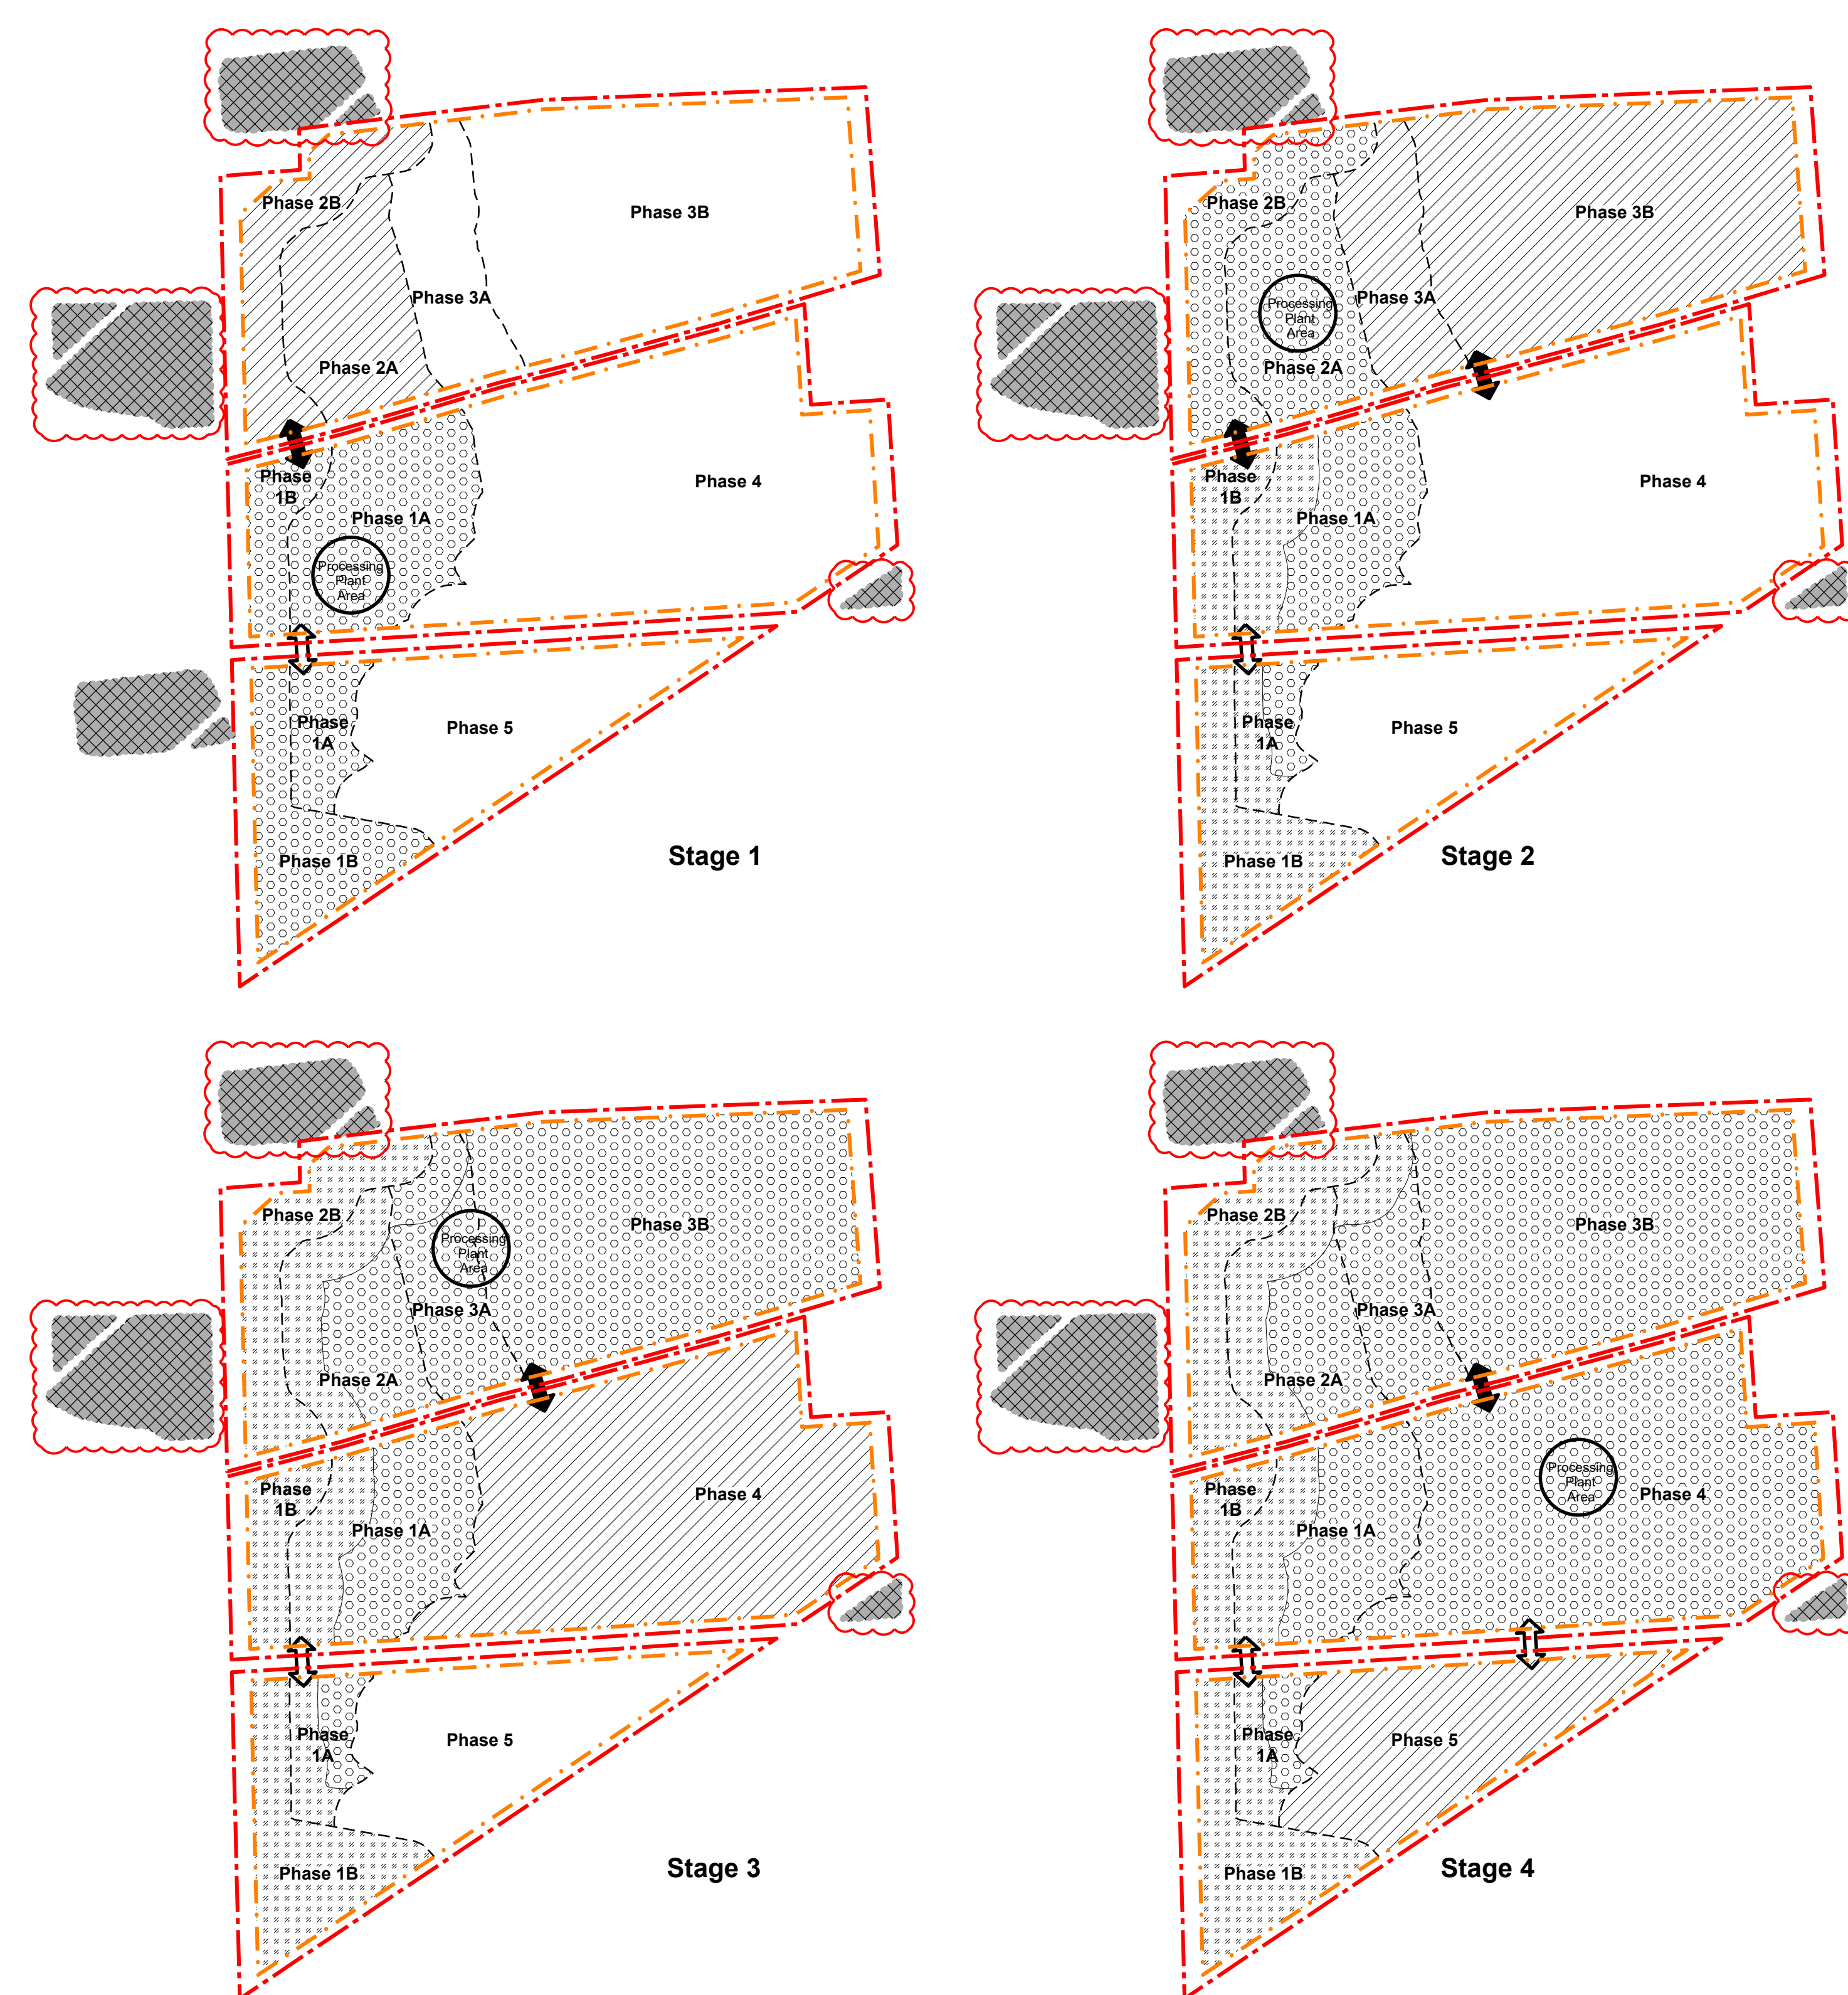 Phase 2B
Phase 3B
Phase 3A
Phase 2A
Phase
1B
Phase 4
Phase 1A
Processing
Plant
Area
Phase
1A
Phase 5
Phase 1B
Stage 1
Phase 2B
Phase 3B
Processing
Plant
Area
Phase 3A
Phase 2A
Phase
1B
Phase 4
Phase 1A
Phase
1A
Phase 5
Phase 1B
Stage 2
Phase 2B
Phase 3B
Processing
Plant
Area
Phase 3A
Phase 2A
Phase
1B
Phase 4
Phase 1A
Phase
1A
Phase 5
Phase 1B
Stage 3
Phase 2B
Phase 3B
Phase 3A
Phase 2A
Processing
Plant
Area
Phase
1B
Phase 4
Phase 1A
Phase
1A
Phase 5
Phase 1B
Stage 4